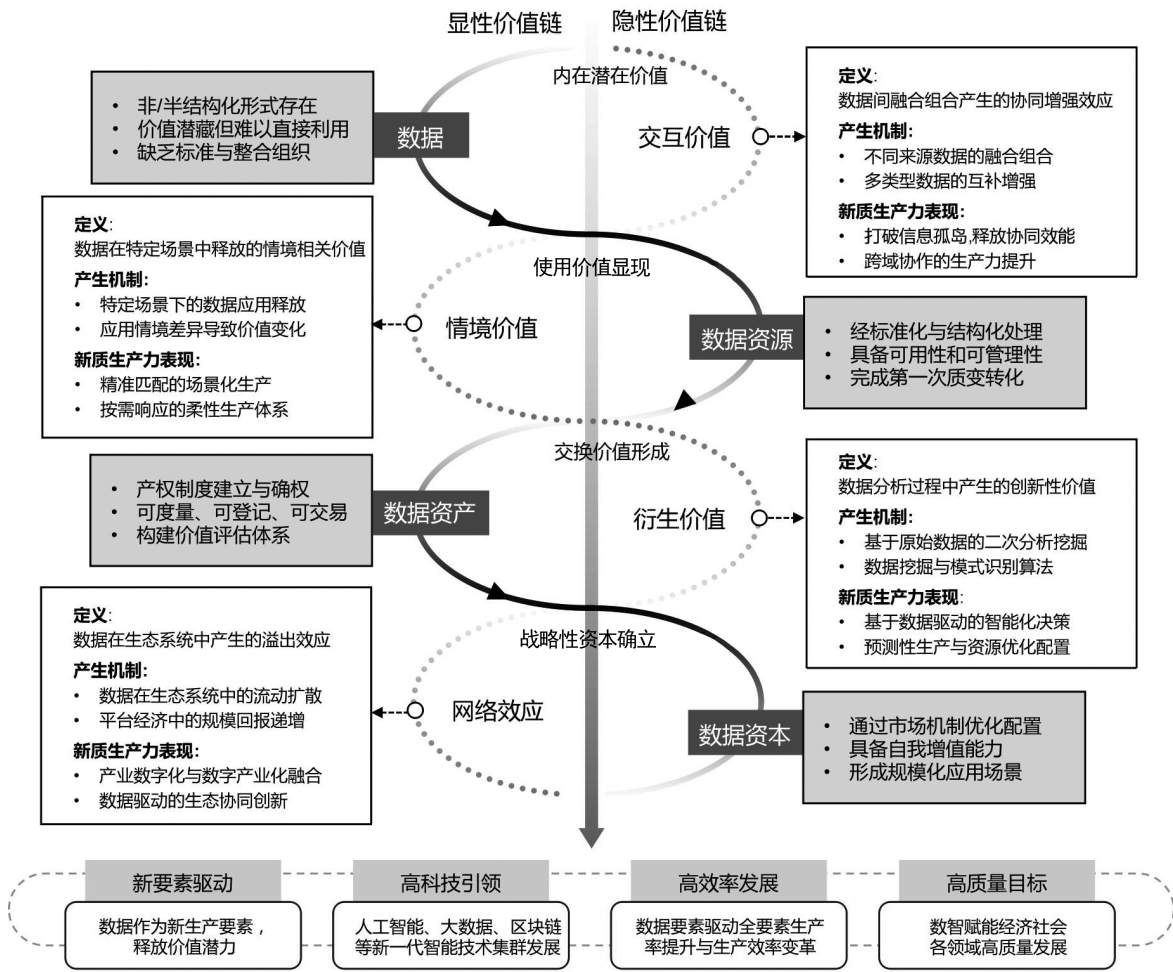 显性价值链
隐性价值链
内在潜在价值
• 非/半结构化形式存在
• 价值潜藏但难以直接利用
• 缺乏标准与整合组织
数据
交互价值
定义:
数据间融合组合产生的协同增强效应
产生机制:
• 不同来源数据的融合组合
• 多类型数据的互补增强
新质生产力表现:
• 打破信息孤岛,释放协同效能
• 跨域协作的生产力提升
定义:
数据在特定场景中释放的情境相关价值
产生机制:
• 特定场景下的数据应用释放
• 应用情境差异导致价值变化
新质生产力表现:
• 精准匹配的场景化生产
• 按需响应的柔性生产体系
使用价值显现
情境价值
数据资源
• 经标准化与结构化处理
• 具备可用性和可管理性
• 完成第一次质变转化
交换价值形成
• 产权制度建立与确权
• 可度量、可登记、可交易
• 构建价值评估体系
数据资产
衍生价值
定义:
数据分析过程中产生的创新性价值
产生机制:
• 基于原始数据的二次分析挖掘
• 数据挖掘与模式识别算法
新质生产力表现:
• 基于数据驱动的智能化决策
• 预测性生产与资源优化配置
定义:
数据在生态系统中产生的溢出效应
产生机制:
• 数据在生态系统中的流动扩散
• 平台经济中的规模回报递增
新质生产力表现:
• 产业数字化与数字产业化融合
• 数据驱动的生态协同创新
战略性资本确立
网络效应
数据资本
• 通过市场机制优化配置
• 具备自我增值能力
• 形成规模化应用场景
新要素驱动
数据作为新生产要素，
释放价值潜力
高科技引领
人工智能、大数据、区块链
等新一代智能技术集群发展
高效率发展
数据要素驱动全要素生产
率提升与生产效率变革
高质量目标
数智赋能经济社会
各领域高质量发展